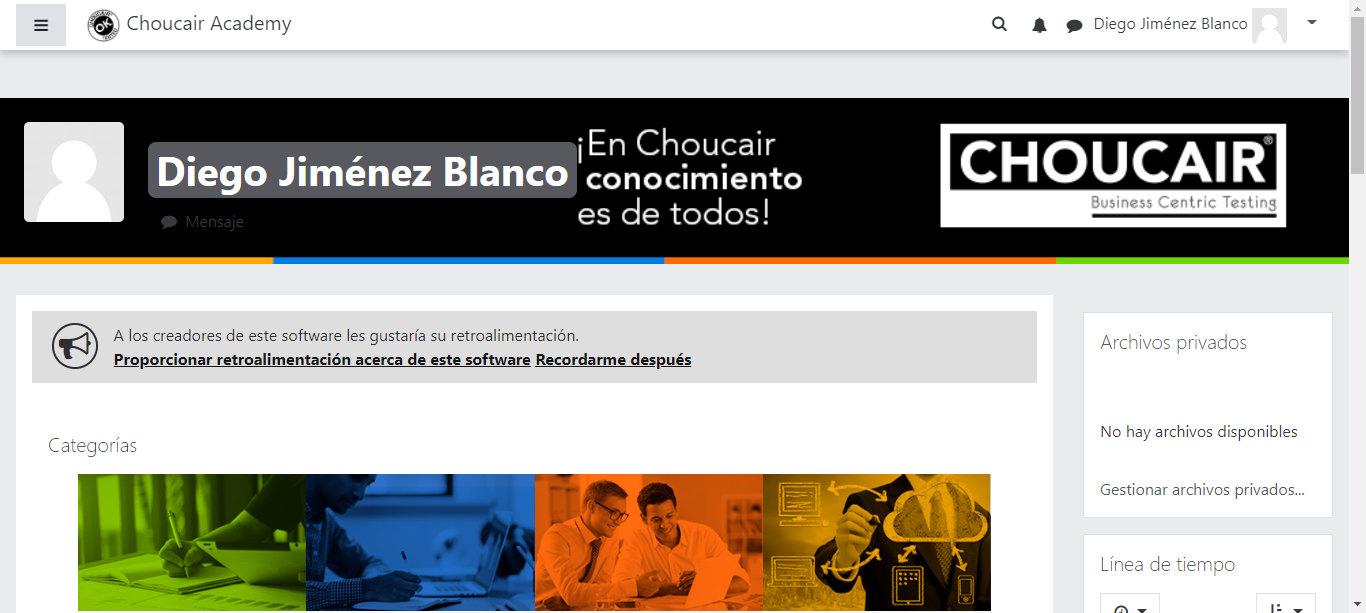 Choucair Academy
Diego Jiménez Blanco
Diego Jiménez Blanco
Mensaje
¡En Choucair
conocimiento
es de todos!
CHOUCAIR®
Business Centric Testing
A los creadores de este software les gustaría su retroalimentación.
Proporcionar retroalimentación acerca de este software Recordarme después
Categorías
Archivos privados
No hay archivos disponibles
Gestionar archivos privados...
Línea de tiempo